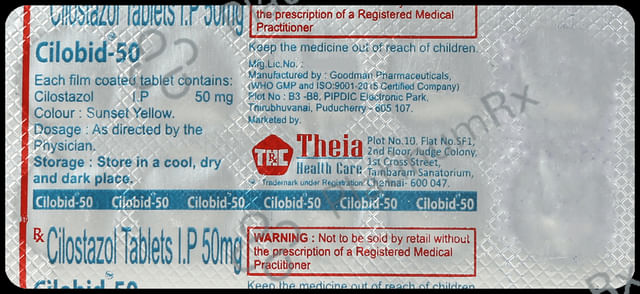 Cilostazol Tablets I.P 50mg
the prescription of a Registered Medical
Practitioner
Cilobid-50
Each film coated tablet contains:
Cilostazol I.P 50 mg
Colour : Sunset Yellow.
Dosage : As directed by the
Physician.
Storage : Store in a cool, dry
and dark place.
Keep the medicine out of reach of children.
Mfg.Lic.No. :
Manufactured by : Goodman Pharmaceuticals,
(WHO GMP and ISO:9001-2015 Certified Company)
Plot No : B3 -B8, PIPDIC Electronic Park,
Thirubhuvanai, Puducherry - 605 107.
Marketed by.
Theia
Health Care
Trademark under Registration
Plot No.10, Flat No.SF1,
2nd Floor, Judge Colony,
1st Cross Street,
Tambaram Sanatorium,
Chennai- 600 047.
Cilobid-50 Cilobid-50 Cilobid-50 Cilobid-50 Cilobid-50 Cilobid-50
Rx Cilostazol Tablets I.P 50mg
WARNING : Not to be sold by retail without
the prescription of a Registered Medical
Practitioner
Cilobid-50
Keep the medicine out of reach of children